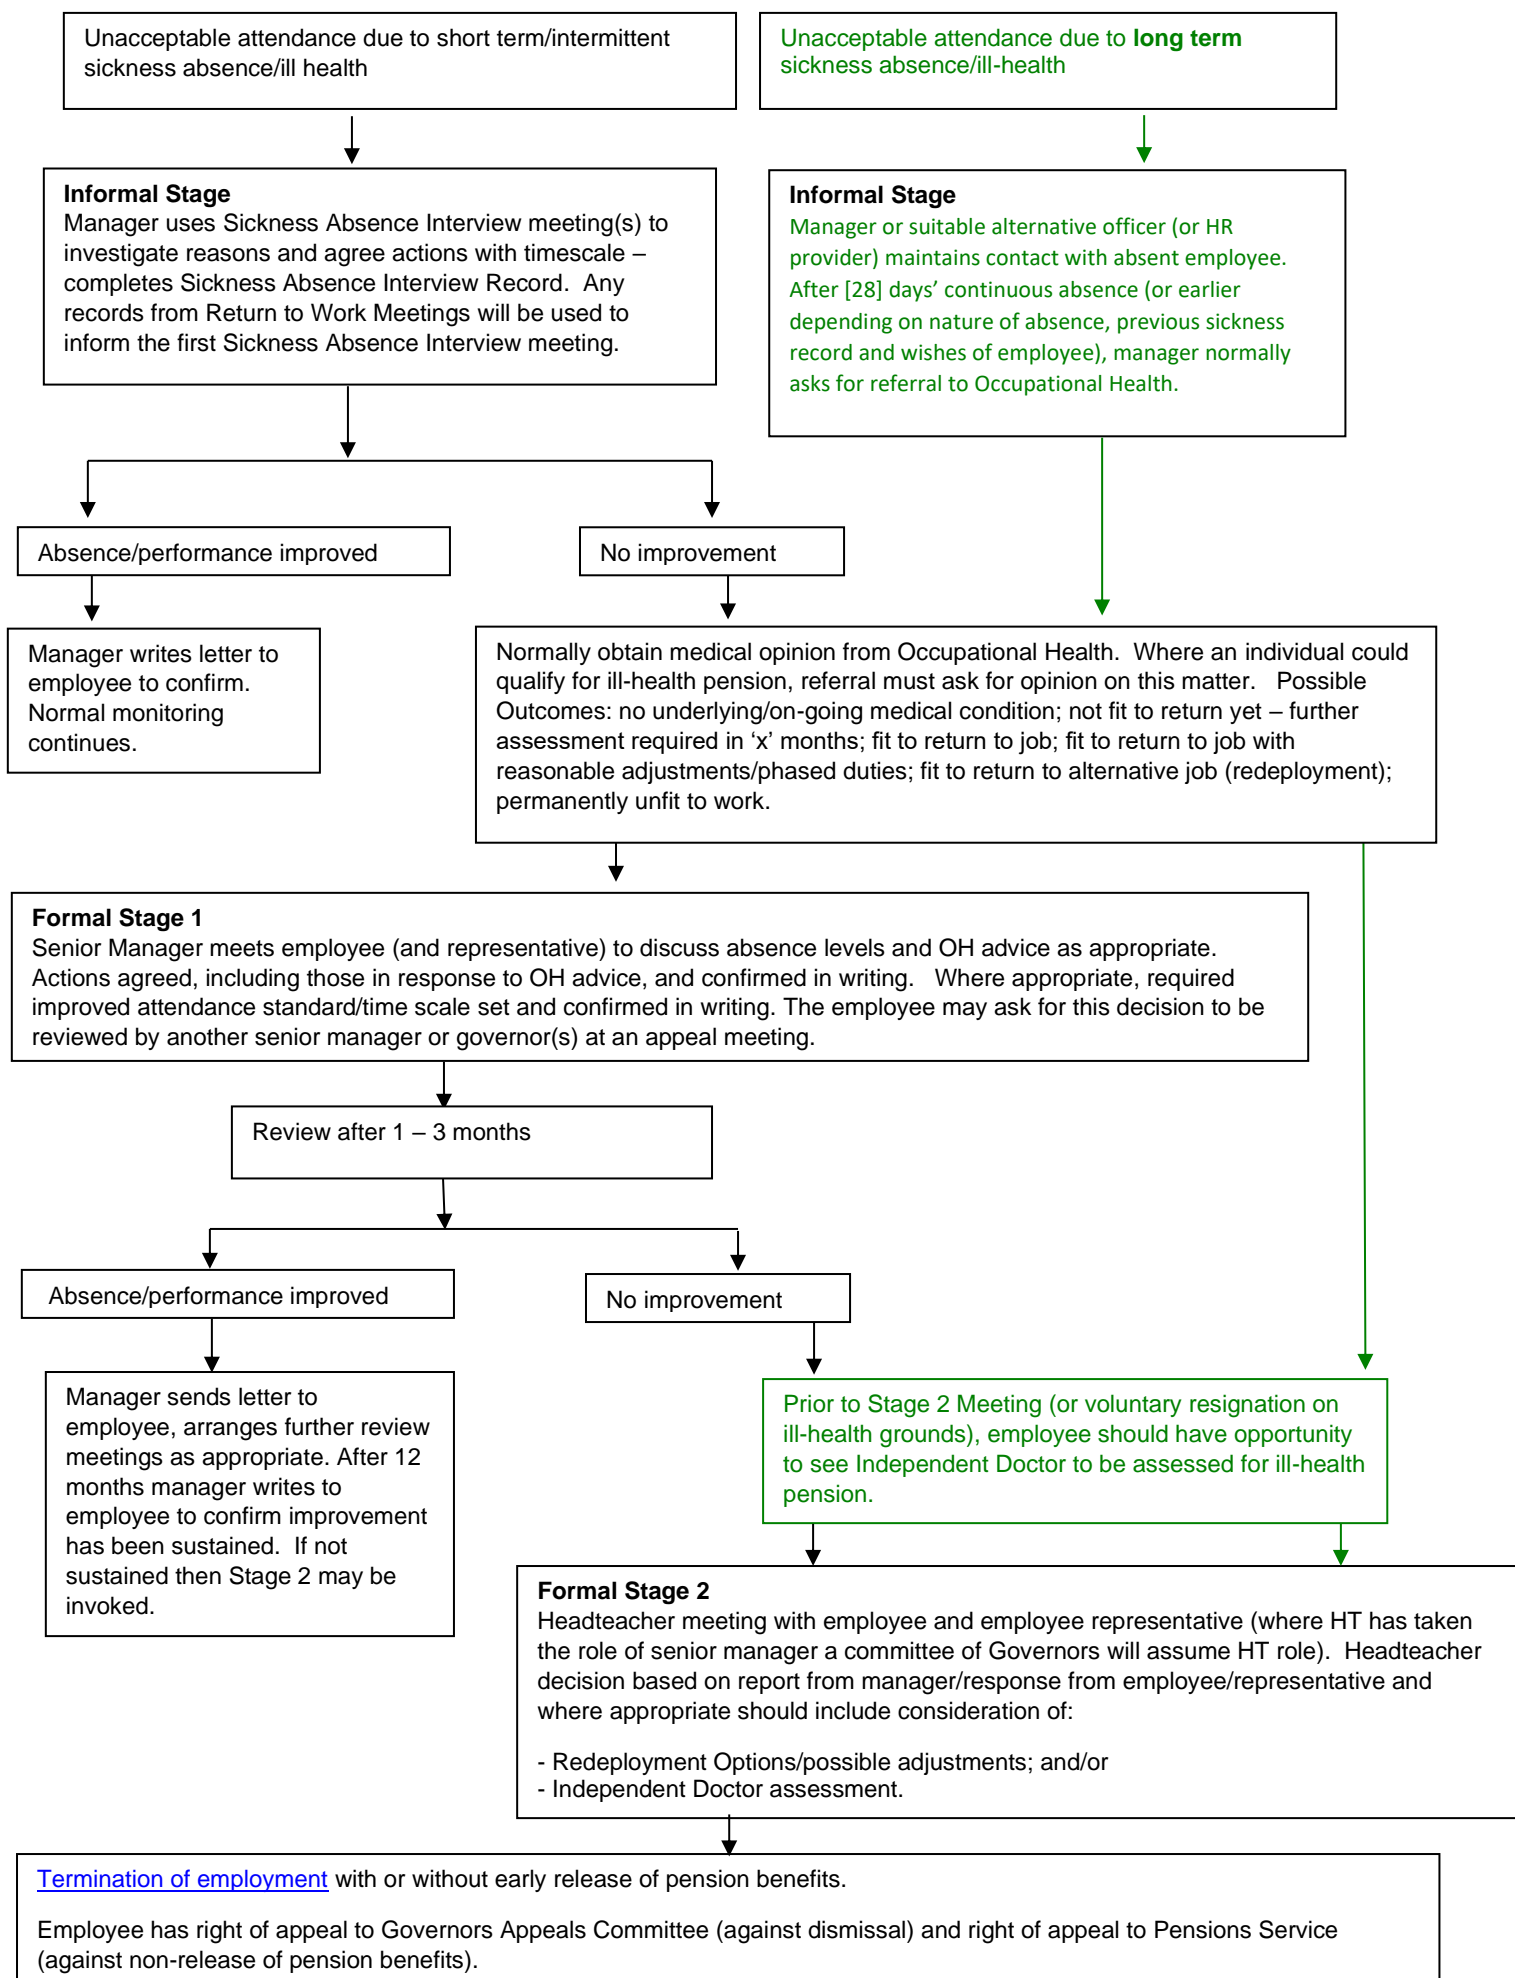 Unacceptable attendance due to short term/intermittent
sickness absence/ill health
Unacceptable attendance due to long term
sickness absence/ill-health
Informal Stage
Manager uses Sickness Absence Interview meeting(s) to
investigate reasons and agree actions with timescale –
completes Sickness Absence Interview Record.  Any
records from Return to Work Meetings will be used to
inform the first Sickness Absence Interview meeting.
Informal Stage
Manager or suitable alternative officer (or HR
provider) maintains contact with absent employee.
After [28] days’ continuous absence (or earlier
depending on nature of absence, previous sickness
record and wishes of employee), manager normally
asks for referral to Occupational Health.
Absence/performance improved
No improvement
Manager writes letter to
employee to confirm.
Normal monitoring
continues.
Normally obtain medical opinion from Occupational Health.  Where an individual could
qualify for ill-health pension, referral must ask for opinion on this matter.   Possible
Outcomes: no underlying/on-going medical condition; not fit to return yet – further
assessment required in ‘x’ months; fit to return to job; fit to return to job with
reasonable adjustments/phased duties; fit to return to alternative job (redeployment);
permanently unfit to work.
Formal Stage 1
Senior Manager meets employee (and representative) to discuss absence levels and OH advice as appropriate.
Actions agreed, including those in response to OH advice, and confirmed in writing.   Where appropriate, required
improved attendance standard/time scale set and confirmed in writing. The employee may ask for this decision to be
reviewed by another senior manager or governor(s) at an appeal meeting.
Review after 1 – 3 months
Absence/performance improved
No improvement
Manager sends letter to
employee, arranges further review
meetings as appropriate. After 12
months manager writes to
employee to confirm improvement
has been sustained.  If not
sustained then Stage 2 may be
invoked.
Prior to Stage 2 Meeting (or voluntary resignation on
ill-health grounds), employee should have opportunity
to see Independent Doctor to be assessed for ill-health
pension.
Formal Stage 2
Headteacher meeting with employee and employee representative (where HT has taken
the role of senior manager a committee of Governors will assume HT role).  Headteacher
decision based on report from manager/response from employee/representative and
where appropriate should include consideration of:
- Redeployment Options/possible adjustments; and/or
- Independent Doctor assessment.
Termination of employment with or without early release of pension benefits.
Employee has right of appeal to Governors Appeals Committee (against dismissal) and right of appeal to Pensions Service
(against non-release of pension benefits).